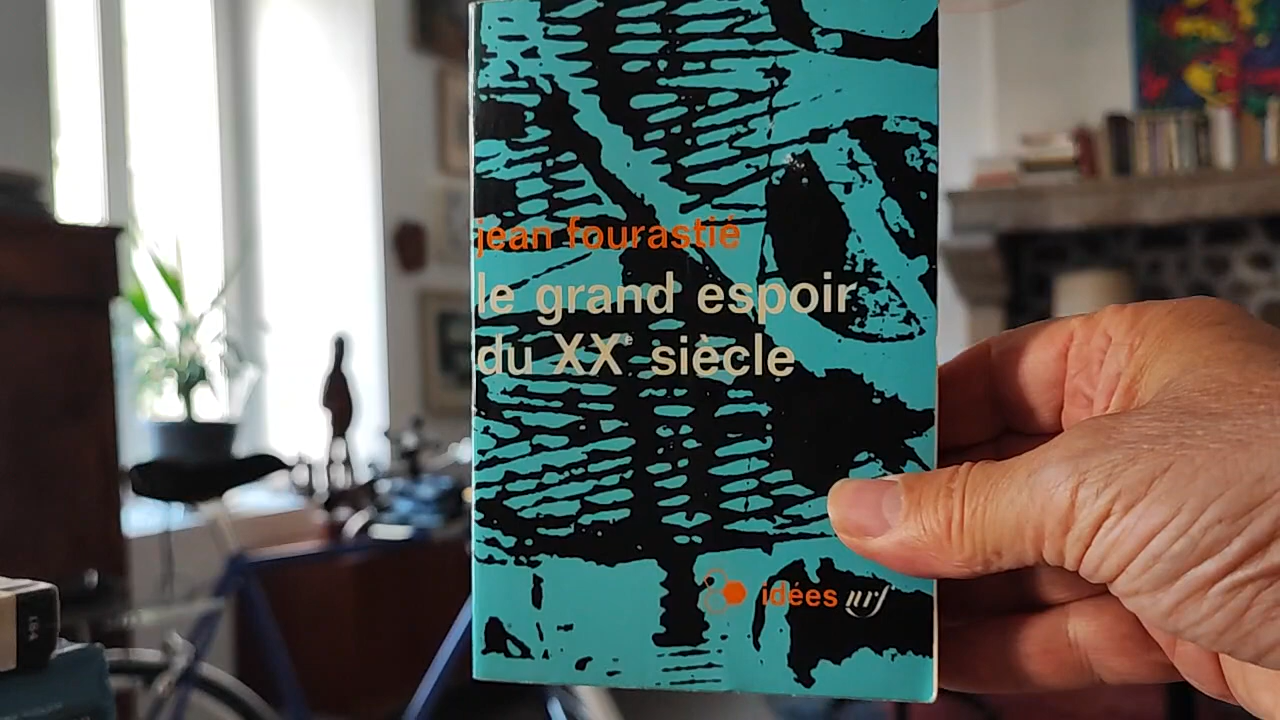 jean fourastié
le grand espoir
du XXe siècle
idées nrf